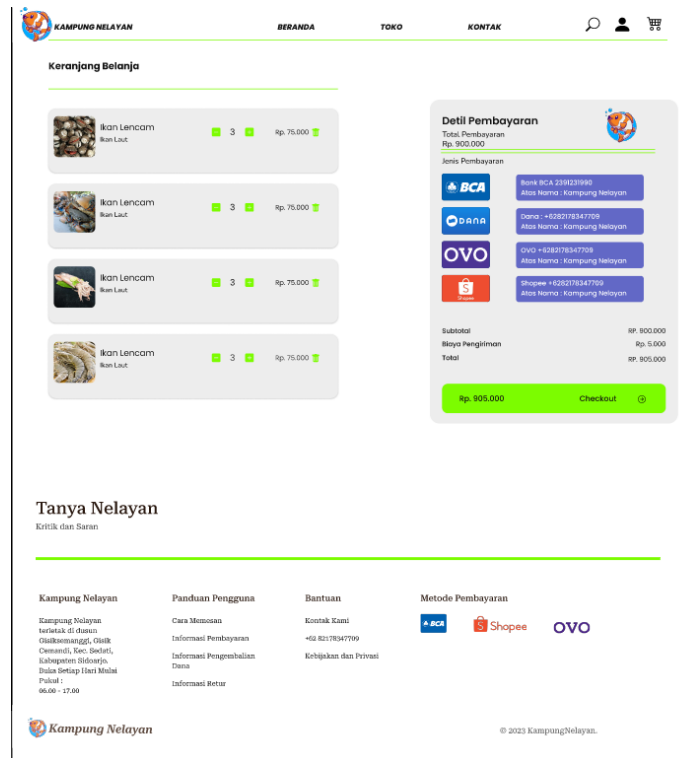 KAMPUNG NELAYAN
BERANDA
TOKO
KONTAK
Keranjang Belanja
Ikan Lencam
Ikan Laut
3
Rp. 75.000
Ikan Lencam
Ikan Laut
3
Rp. 75.000
Ikan Lencam
Ikan Laut
3
Rp. 75.000
Ikan Lencam
Ikan Laut
3
Rp. 75.000
Detil Pembayaran
Total Pembayaran
Rp. 900.000
Jenis Pembayaran
BCA
Bank BCA 2391231990
Atas Nama : Kampung Nelayan
DANA
Dana : +6282178347709
Atas Nama : Kampung Nelayan
OVO
OVO +6282178347709
Atas Nama : Kampung Nelayan
Shopee
Shopee +6282178347709
Atas Nama : Kampung Nelayan
Subtotal RP. 900.000
Biaya Pengiriman Rp. 5.000
Total RP. 905.000
Rp. 905.000 Checkout
Tanya Nelayan
Kritik dan Saran
Kampung Nelayan
Kampung Nelayan
terletak di dusun
Gisiksemanggi, Gisik
Cemandi, Kec. Sedati,
Kabupaten Sidoarjo.
Buka Setiap Hari Mulai
Pukul :
06.00 - 17.00
Panduan Pengguna
Cara Memesan
Informasi Pembayaran
Informasi Pengembalian
Dana
Informasi Retur
Bantuan
Kontak Kami
+62 82178347709
Kebijakan dan Privasi
Metode Pembayaran
BCA
Shopee
OVO
Kampung Nelayan
© 2023 KampungNelayan.